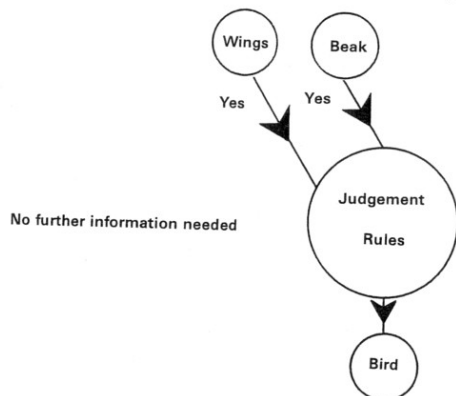 Wings
Beak
Yes
Yes
Judgement
Rules
No further information needed
Bird